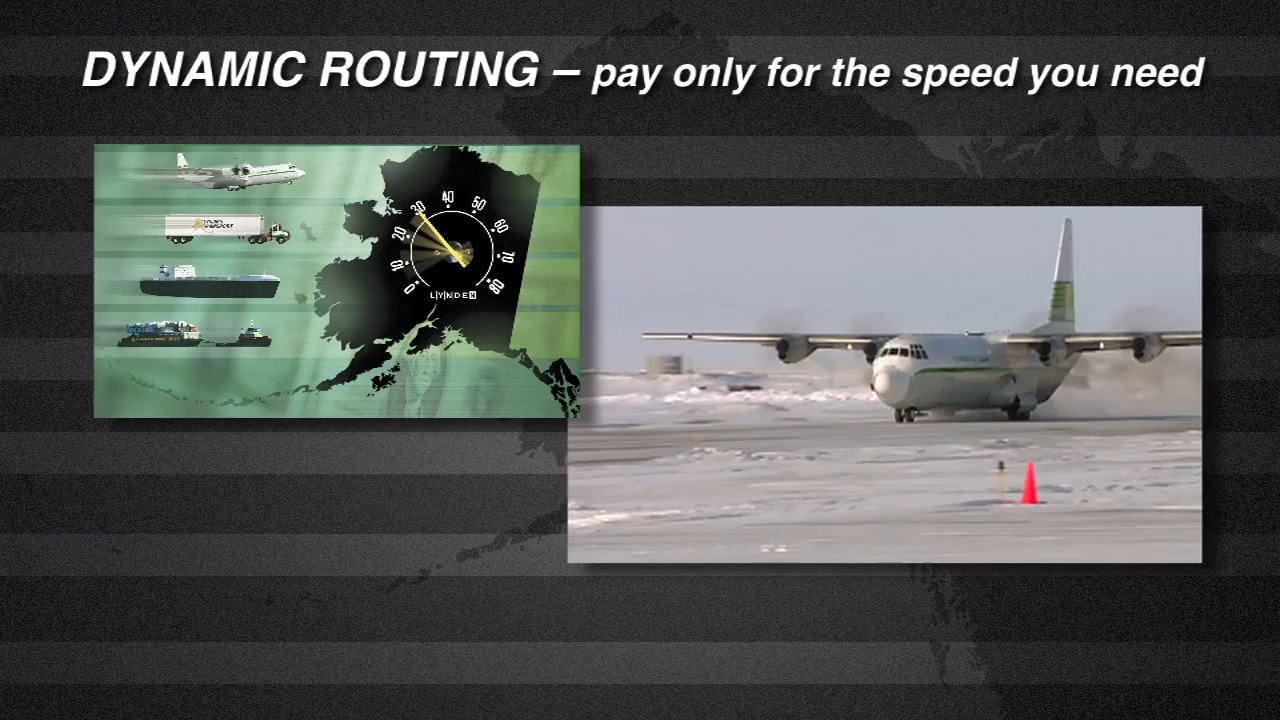 DYNAMIC ROUTING – pay only for the speed you need
0 10 20 30 40 50 60 70 80
LYNDEN